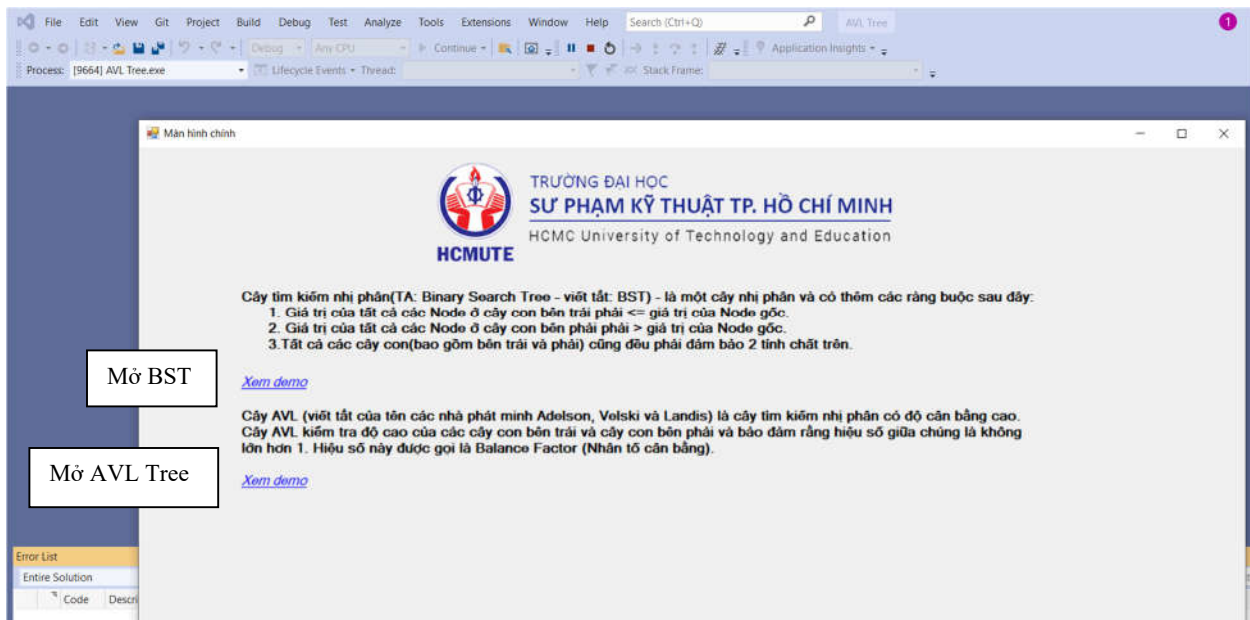 File Edit View Git Project Build Debug Test Analyze Tools Extensions Window Help Search (Ctrl+Q) AVL Tree 1
Debug Any CPU Continue Application Insights
Process: [9664] AVL Tree.exe Lifecycle Events Thread: Stack Frame:
Màn hình chính
TRƯỜNG ĐẠI HỌC
SƯ PHẠM KỸ THUẬT TP. HỒ CHÍ MINH
HCMC University of Technology and Education
HCMUTE
Cây tìm kiếm nhị phân(TA: Binary Search Tree - viết tắt: BST) - là một cây nhị phân và có thêm các ràng buộc sau đây:
1. Giá trị của tất cả các Node ở cây con bên trái phải <= giá trị của Node gốc.
2. Giá trị của tất cả các Node ở cây con bên phải phải > giá trị của Node gốc.
3.Tất cả các cây con(bao gồm bên trái và phải) cũng đều phải đảm bảo 2 tính chất trên.
Mở BST
Xem demo
Cây AVL (viết tắt của tên các nhà phát minh Adelson, Velski và Landis) là cây tìm kiếm nhị phân có độ cân bằng cao.
Cây AVL kiểm tra độ cao của các cây con bên trái và cây con bên phải và bảo đảm rằng hiệu số giữa chúng là không
lớn hơn 1. Hiệu số này được gọi là Balance Factor (Nhân tố cân bằng).
Mở AVL Tree
Xem demo
Error List
Entire Solution
Code Descri